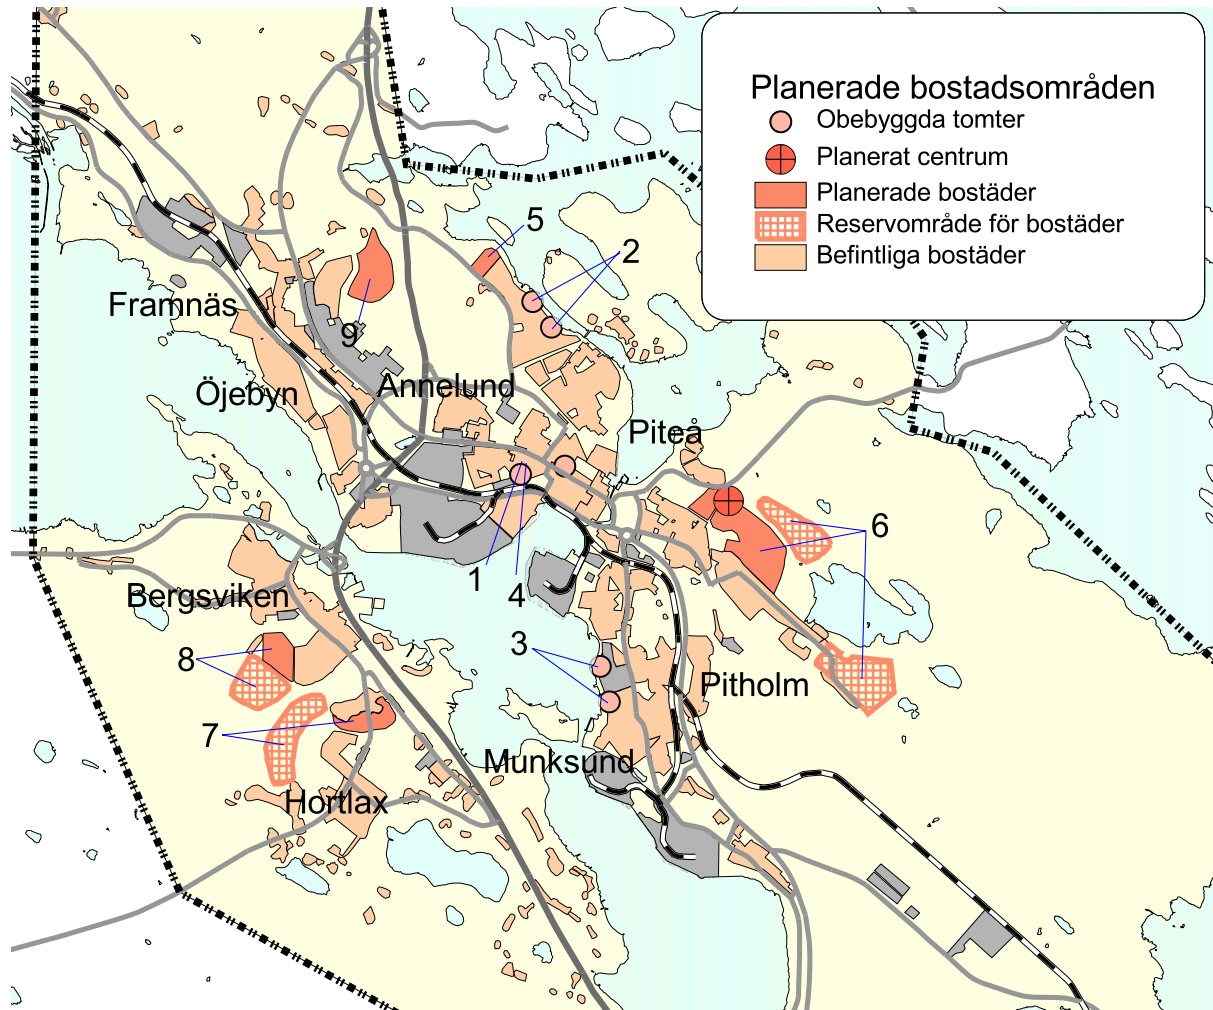 Planerade bostadsområden
Obebyggda tomter
Planerat centrum
Planerade bostäder
Reservområde för bostäder
Befintliga bostäder
5
2
Framnäs
9
Öjebyn
Annelund
Piteå
6
1
4
Bergsviken
3
8
Pitholm
7
Munksund
Hortlax